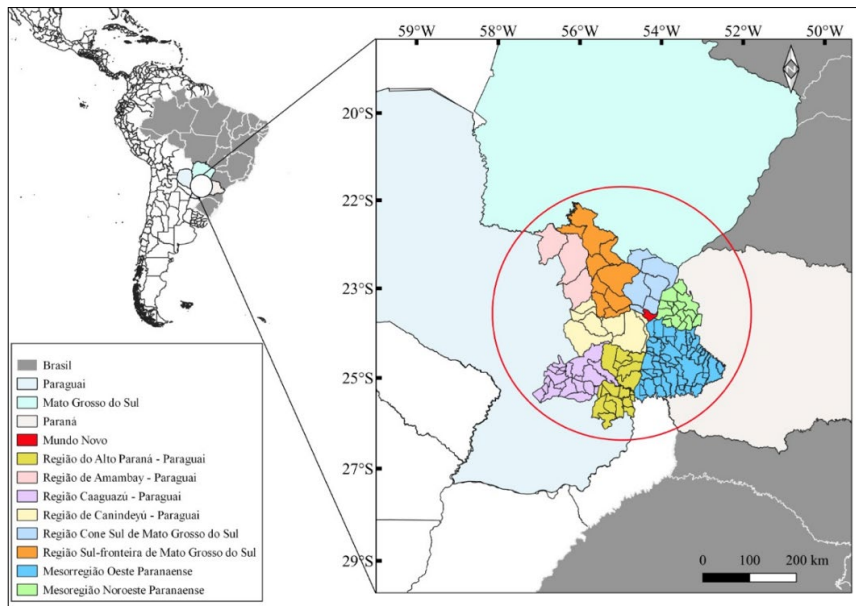 59°W 58°W 56°W 54°W 52°W 50°W
20°S
22°S
23°S
25°S
27°S
29°S
N
Brasil
Paraguai
Mato Grosso do Sul
Paraná
Mundo Novo
Região do Alto Paraná - Paraguai
Região de Amambay - Paraguai
Região Caaguazú - Paraguai
Região de Canindeyú - Paraguai
Região Cone Sul de Mato Grosso do Sul
Região Sul-fronteira de Mato Grosso do Sul
Mesorregião Oeste Paranaense
Mesoregião Noroeste Paranaense
0 100 200 km